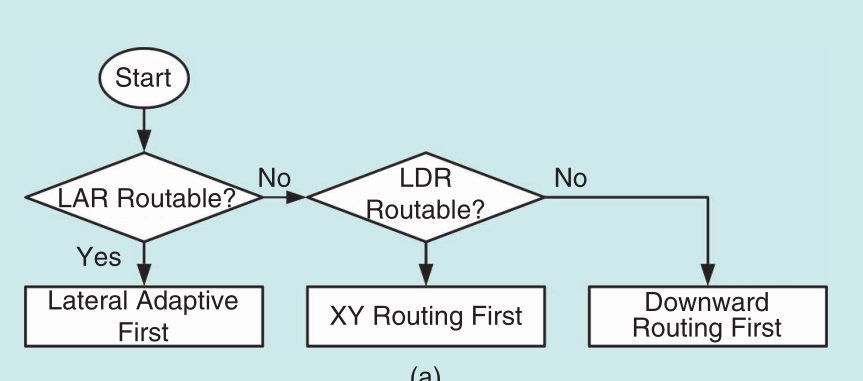 Start
LAR Routable?
No
LDR
Routable?
No
Yes
Lateral Adaptive
First
XY Routing First
Downward
Routing First
(a)